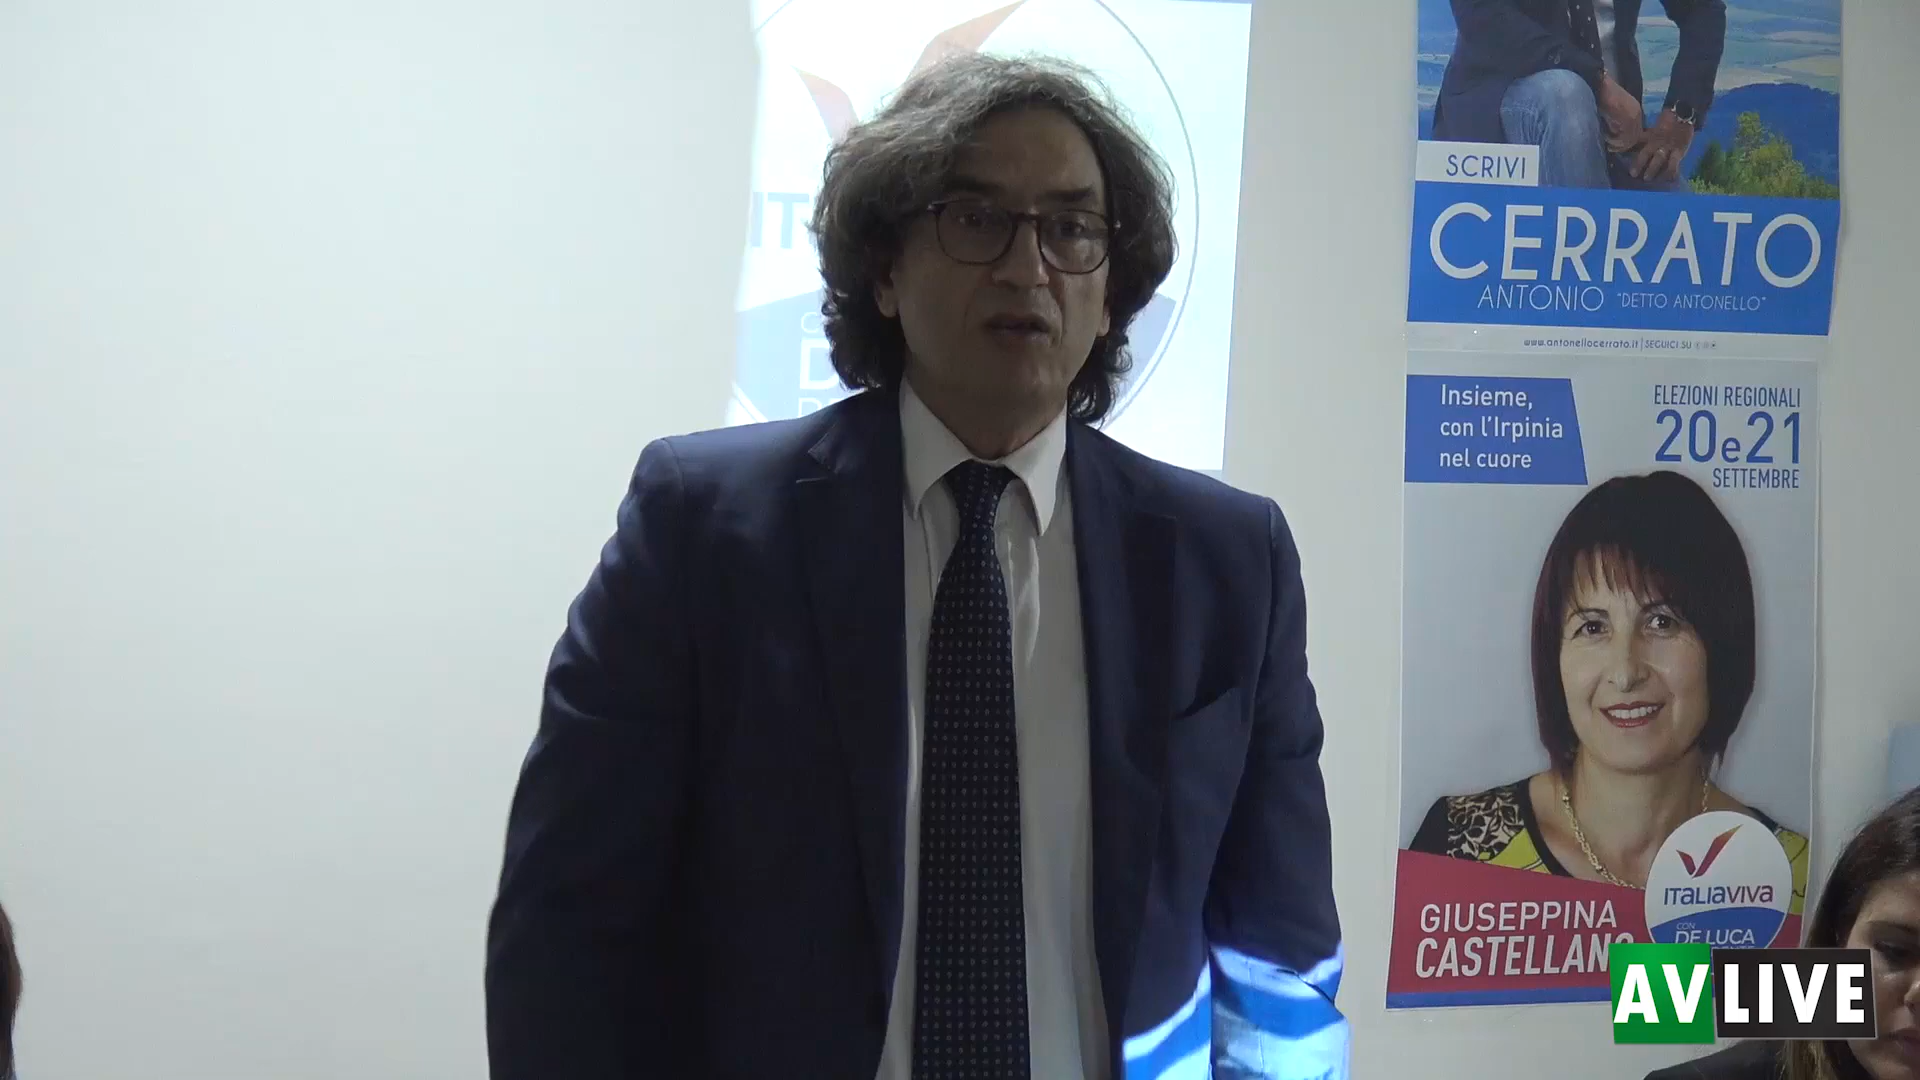 IT
C
D
SCRIVI
CERRATO
ANTONIO "DETTO ANTONELLO"
www.antonellocerrato.it | SEGUICI SU
Insieme,
con l'Irpinia
nel cuore
ELEZIONI REGIONALI
20e21
SETTEMBRE
GIUSEPPINA
CASTELLANO
ITALIAVIVA
CON
DE LUCA
AVLIVE